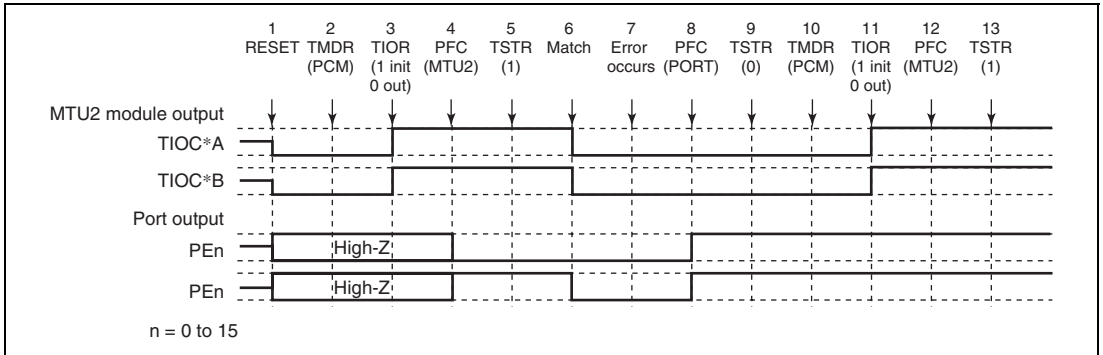 1 2 3 4 5 6 7 8 9 10 11 12 13
RESET TMDR TIOR PFC TSTR Match Error PFC TSTR TMDR TIOR PFC TSTR
(PCM) (1 init (MTU2) (1) occurs (PORT) (0) (PCM) (1 init (MTU2) (1)
0 out) 0 out)
MTU2 module output
TIOC*A
TIOC*B
Port output
PEn High-Z
PEn High-Z
n = 0 to 15